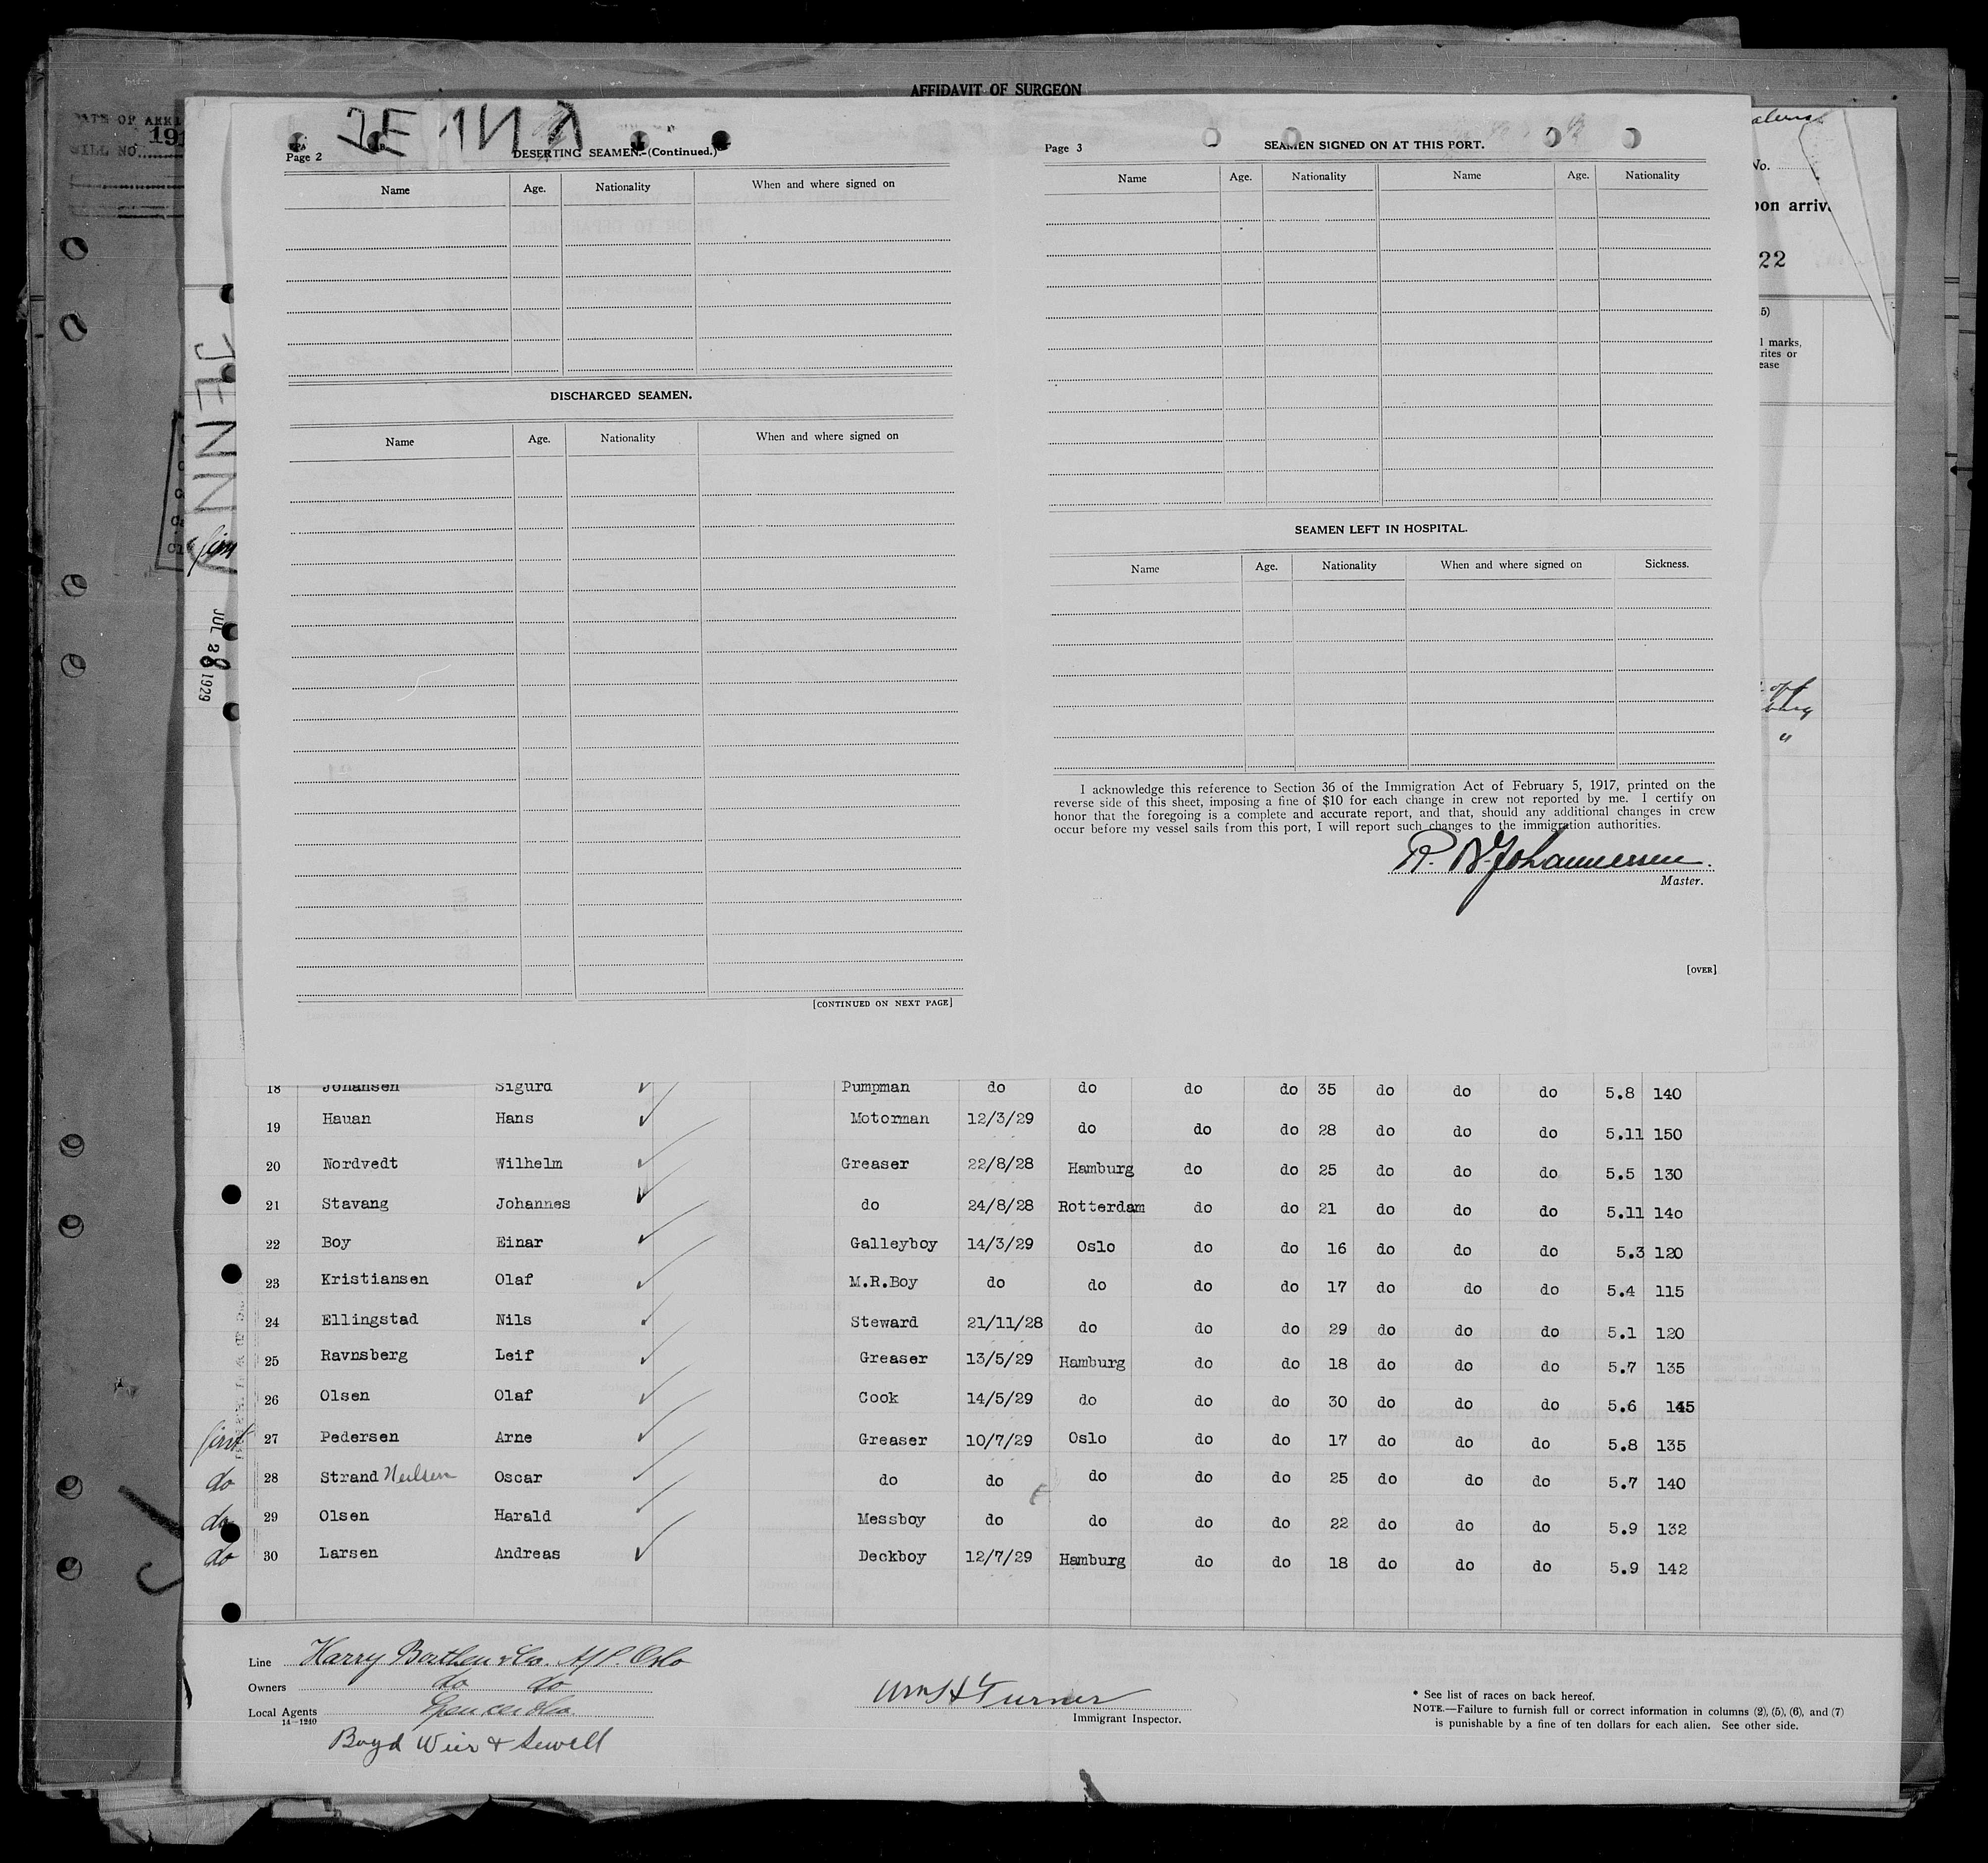 AFFIDAVIT OF SURGEON
DATE OF
191
BILL NO.
Page 2
DESERTING SEAMEN.-(Continued.)
Name Age. Nationality When and where signed on
DISCHARGED SEAMEN.
Name Age. Nationality When and where signed on
[CONTINUED ON NEXT PAGE]
Page 3
SEAMEN SIGNED ON AT THIS PORT.
Name Age. Nationality Name Age. Nationality
SEAMEN LEFT IN HOSPITAL.
Name Age. Nationality When and where signed on Sickness.
I acknowledge this reference to Section 36 of the Immigration Act of February 5, 1917, printed on the
reverse side of this sheet, imposing a fine of $10 for each change in crew not reported by me. I certify on
honor that the foregoing is a complete and accurate report, and that, should any additional changes in crew
occur before my vessel sails from this port, I will report such changes to the immigration authorities.
Johannessen
Master.
[OVER]
No.
22
marks,
JUL 1929
18 Johansen Sigurd Pumpman do do do do 35 do do do 5.8 140
19 Hauan Hans Motorman 12/3/29 do do do 28 do do do 5.11 150
20 Nordvedt Wilhelm Greaser 22/8/28 Hamburg do do 25 do do do 5.5 130
21 Stavang Johannes do 24/8/28 Rotterdam do do 21 do do do 5.11 140
22 Boy Einar Galleyboy 14/3/29 Oslo do do 16 do do do 5.3 120
23 Kristiansen Olaf M.R.Boy do do do do 17 do do do 5.4 115
24 Ellingstad Nils Steward 21/11/28 do do do 29 do do do 5.1 120
25 Ravnsberg Leif Greaser 13/5/29 Hamburg do do 18 do do do 5.7 135
26 Olsen Olaf Cook 14/5/29 do do do 30 do do do 5.6 145
first 27 Pedersen Arne Greaser 10/7/29 Oslo do do 17 do do do 5.8 135
do 28 Strand Neilsen Oscar do do do do do 25 do do do 5.7 140
do 29 Olsen Harald Messboy do do do do 22 do do do 5.9 132
do 30 Larsen Andreas Deckboy 12/7/29 Hamburg do do 18 do do do 5.9 142
Line Harry Oslo
Owners do do
Local Agents
14-1240
Boyd Weir & Sewell
Wm H Turner
Immigrant Inspector.
* See list of races on back hereof.
NOTE.—Failure to furnish full or correct information in columns (2), (5), (6), and (7)
is punishable by a fine of ten dollars for each alien. See other side.